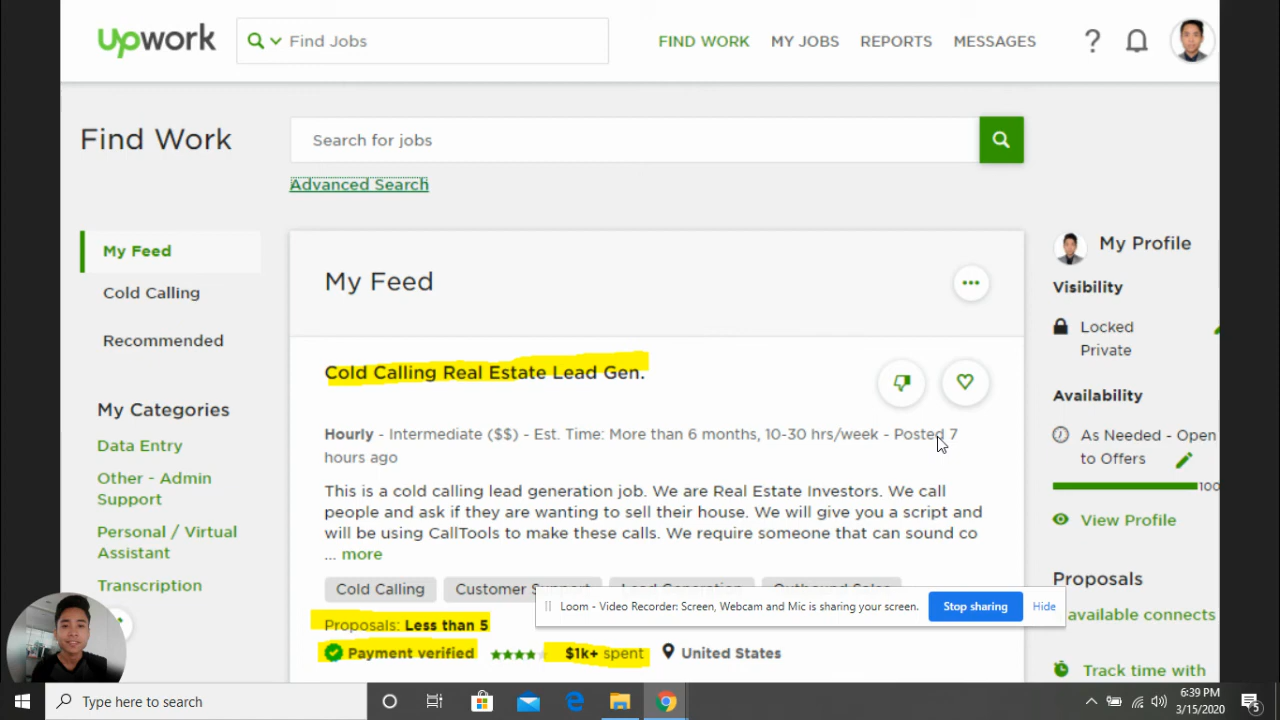 Upwork
Find Jobs
FIND WORK
MY JOBS
REPORTS
MESSAGES
?
Find Work
Search for jobs
Advanced Search
My Feed
Cold Calling
Recommended
My Categories
Data Entry
Other - Admin
Support
Personal / Virtual
Assistant
Transcription
My Feed
Cold Calling Real Estate Lead Gen.
Hourly - Intermediate ($$) - Est. Time: More than 6 months, 10-30 hrs/week - Posted 7
hours ago
This is a cold calling lead generation job. We are Real Estate Investors. We call
people and ask if they are wanting to sell their house. We will give you a script and
will be using CallTools to make these calls. We require someone that can sound co
... more
Cold Calling
Customer Support
Lead Generation
Outbound Sales
Proposals: Less than 5
Payment verified
$1k+ spent
United States
My Profile
Visibility
Locked
Private
Availability
As Needed - Open
to Offers
100
View Profile
Proposals
available connects
Track time with
Loom - Video Recorder: Screen, Webcam and Mic is sharing your screen.
Stop sharing
Hide
Type here to search
6:39 PM
3/15/2020
5